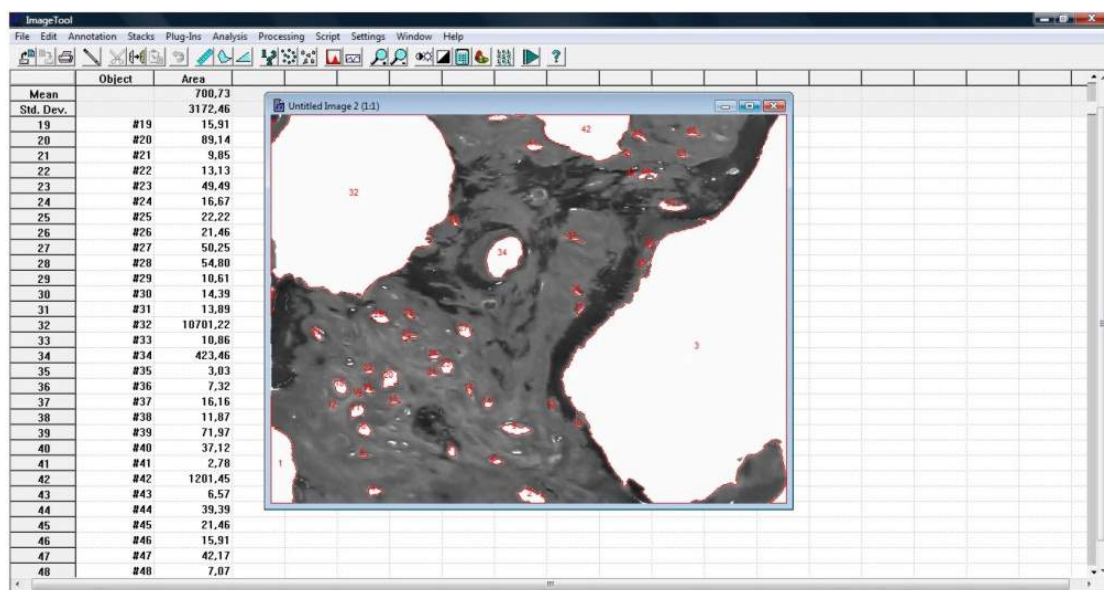 ImageTool
File Edit Annotation Stacks Plug-Ins Analysis Processing Script Settings Window Help
Object Area
Mean 700,73
Std. Dev. 3172,46
19 #19 15,91
20 #20 89,14
21 #21 9,85
22 #22 13,13
23 #23 49,49
24 #24 16,67
25 #25 22,22
26 #26 21,46
27 #27 50,25
28 #28 54,80
29 #29 10,61
30 #30 14,39
31 #31 13,89
32 #32 10701,22
33 #33 10,86
34 #34 423,46
35 #35 3,03
36 #36 7,32
37 #37 16,16
38 #38 11,87
39 #39 71,97
40 #40 37,12
41 #41 2,78
42 #42 1201,45
43 #43 6,57
44 #44 39,39
45 #45 21,46
46 #46 15,91
47 #47 42,17
48 #48 7,07
Untitled Image 2 (1:1)
42
32
34
3
1